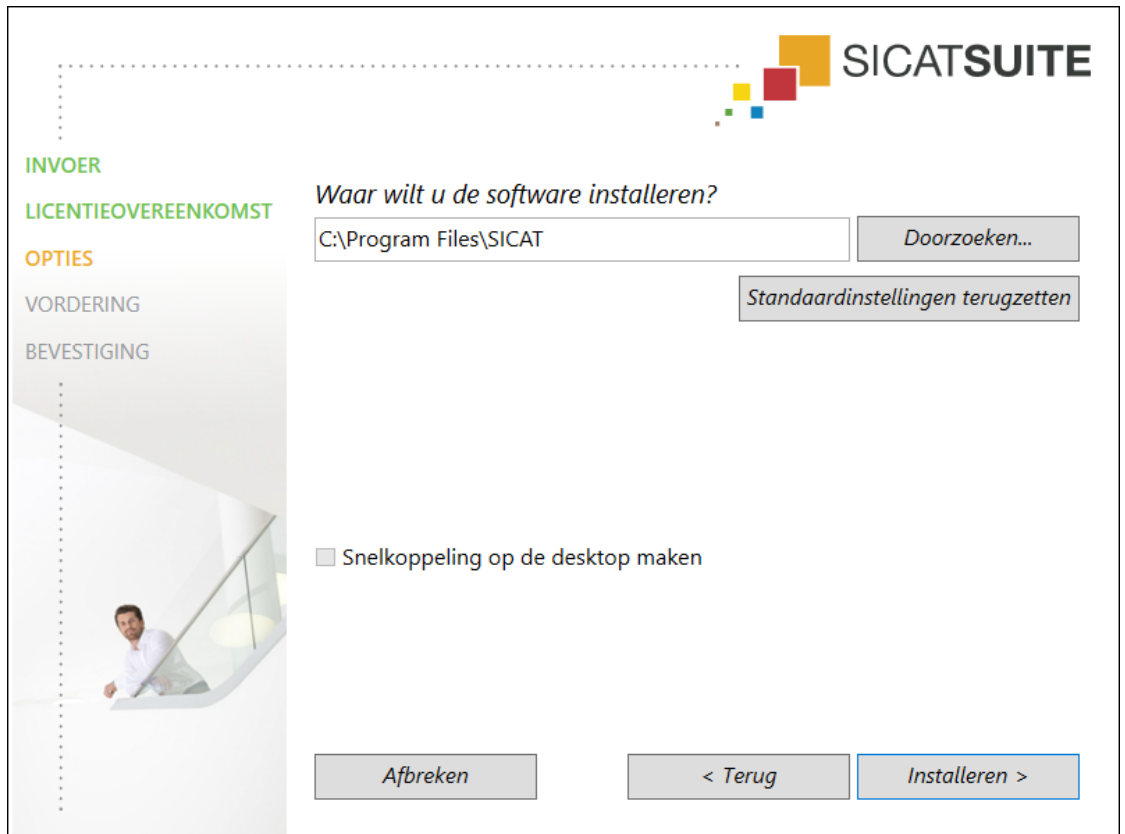 SICATSUITE
INVOER
LICENTIEOVEREENKOMST
OPTIES
VORDERING
BEVESTIGING
Waar wilt u de software installeren?
C:\Program Files\SICAT
Doorzoeken...
Standaardinstellingen terugzetten
Snelkoppeling op de desktop maken
Afbreken
< Terug
Installeren >